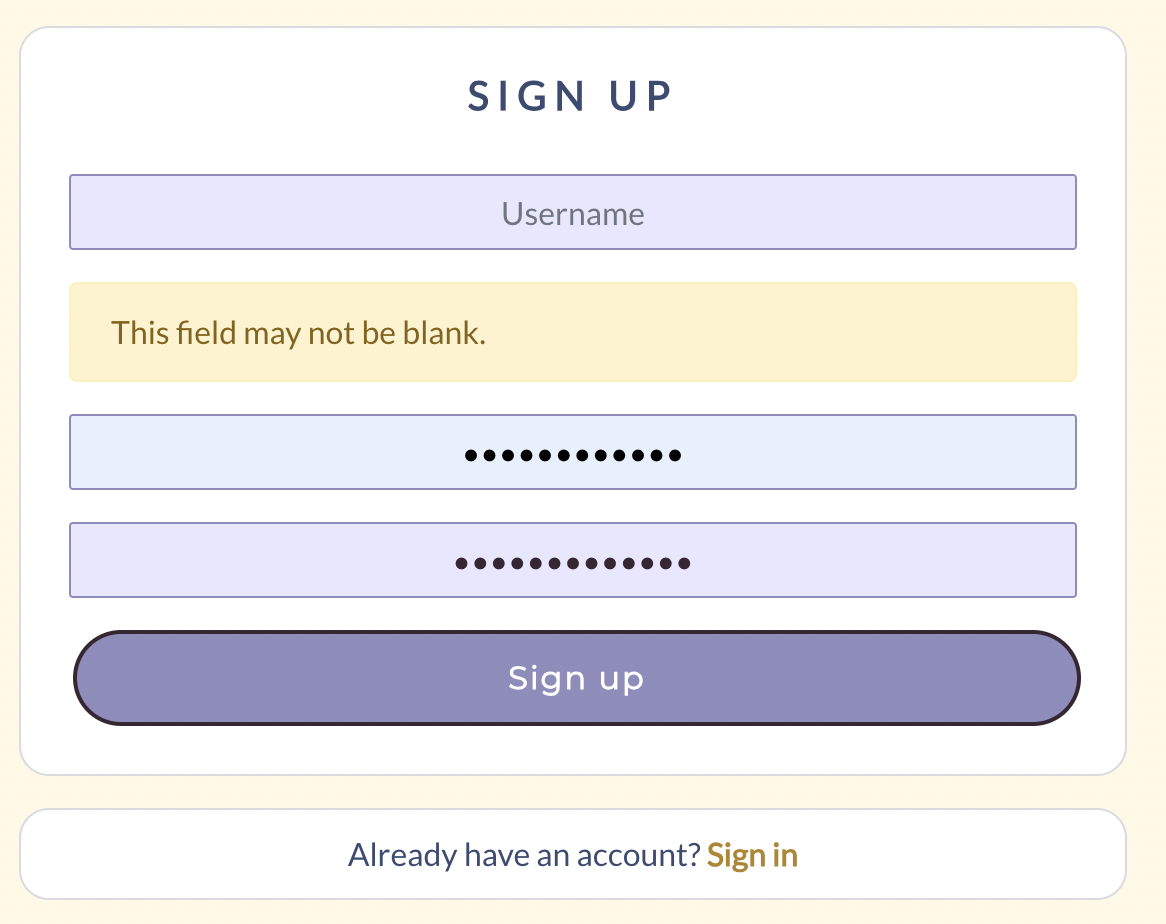 SIGN UP
Username
This field may not be blank.
••••••••••••
•••••••••••••
Sign up
Already have an account? Sign in